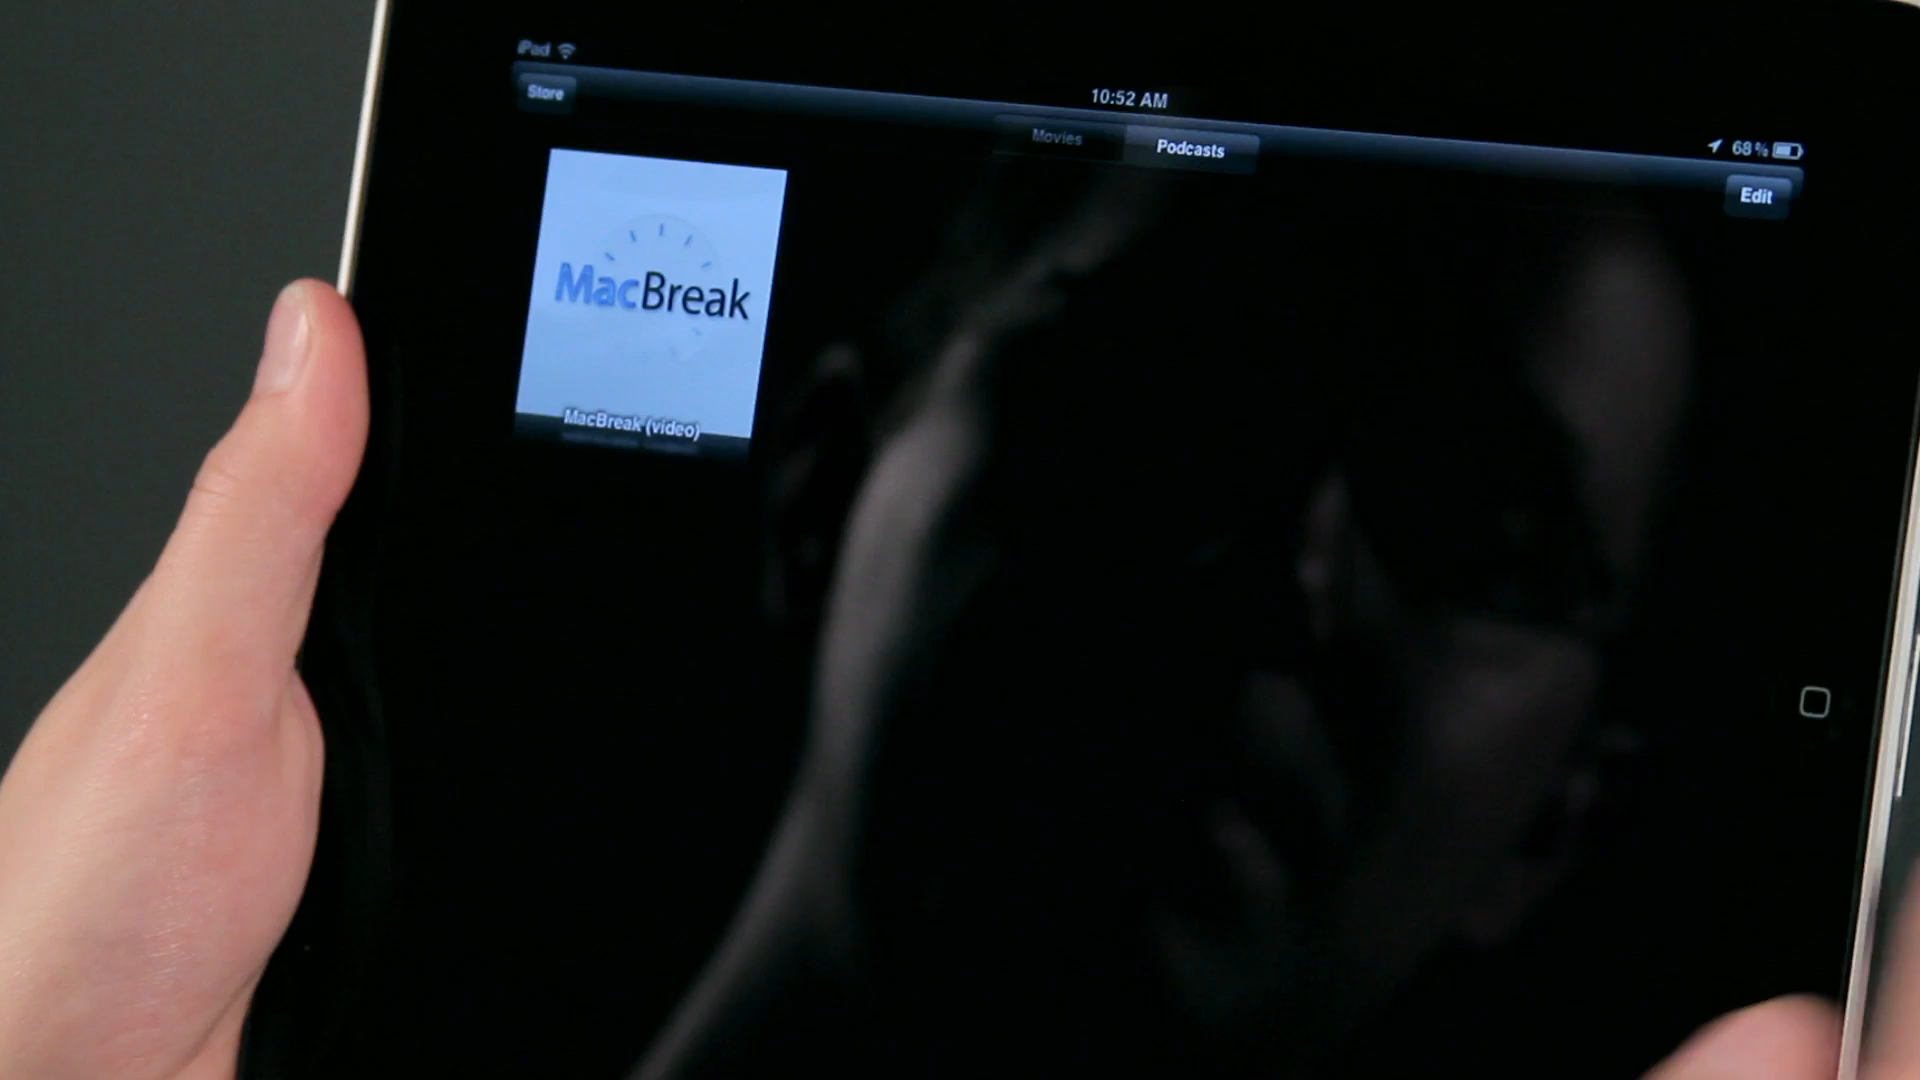 iPad
10:52 AM
68%
Store
Movies
Podcasts
Edit
MacBreak
MacBreak (video)